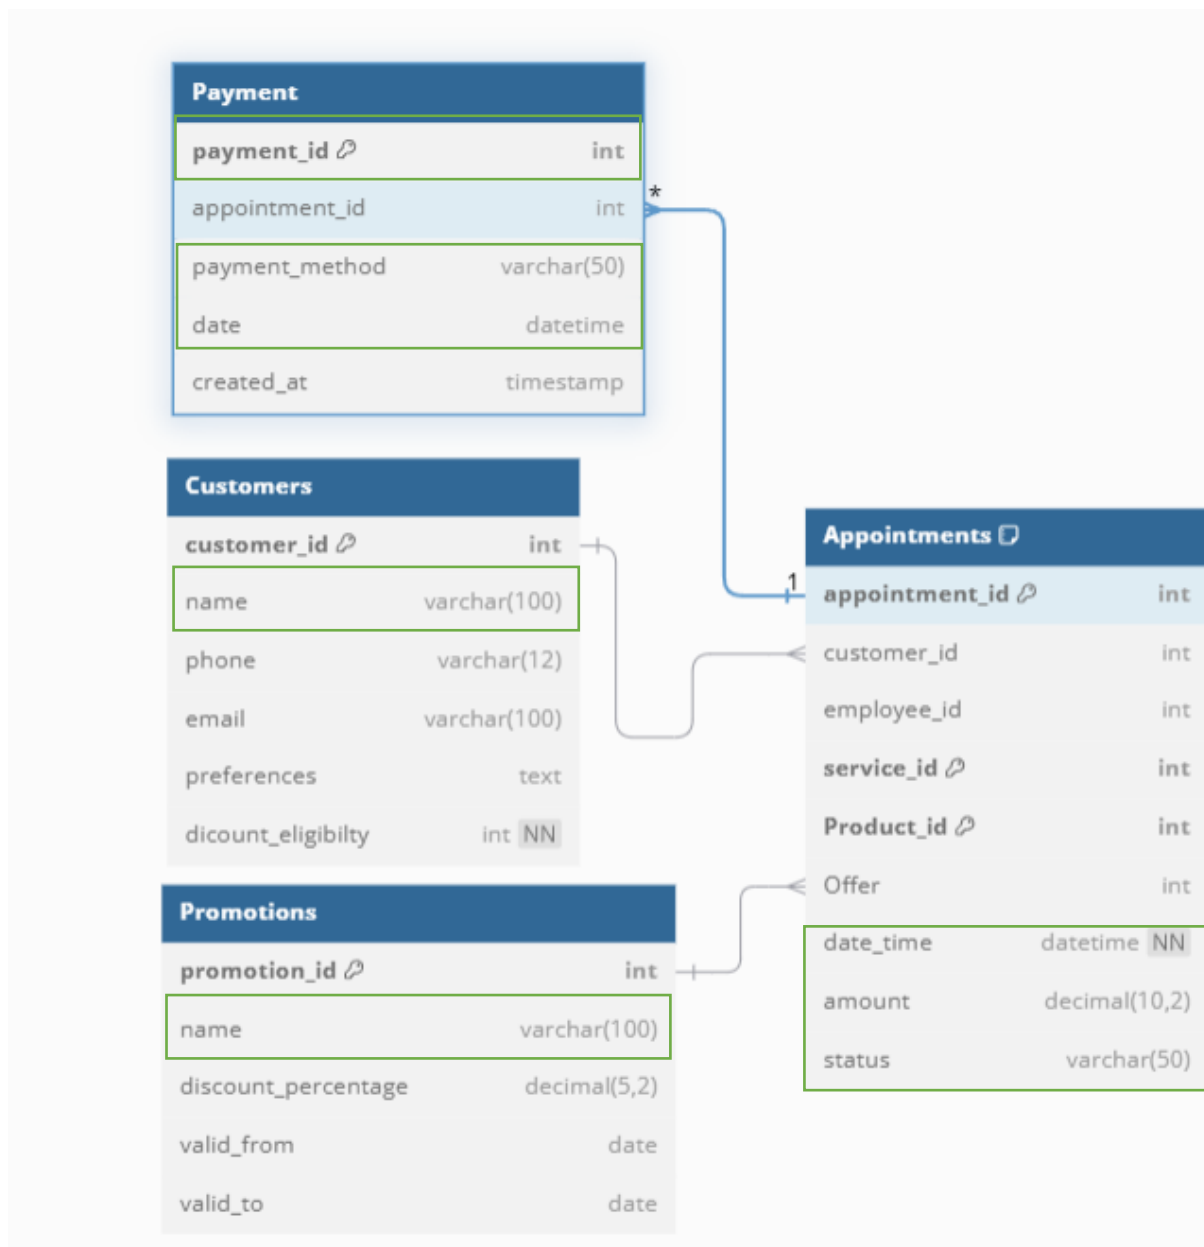 Payment
payment_id int
*
appointment_id int
payment_method varchar(50)
date datetime
created_at timestamp
Customers
customer_id int
name varchar(100)
phone varchar(12)
email varchar(100)
preferences text
dicount_eligibilty int NN
Promotions
promotion_id int
name varchar(100)
discount_percentage decimal(5,2)
valid_from date
valid_to date
Appointments
1
appointment_id int
customer_id int
employee_id int
service_id int
Product_id int
Offer int
date_time datetime NN
amount decimal(10,2)
status varchar(50)